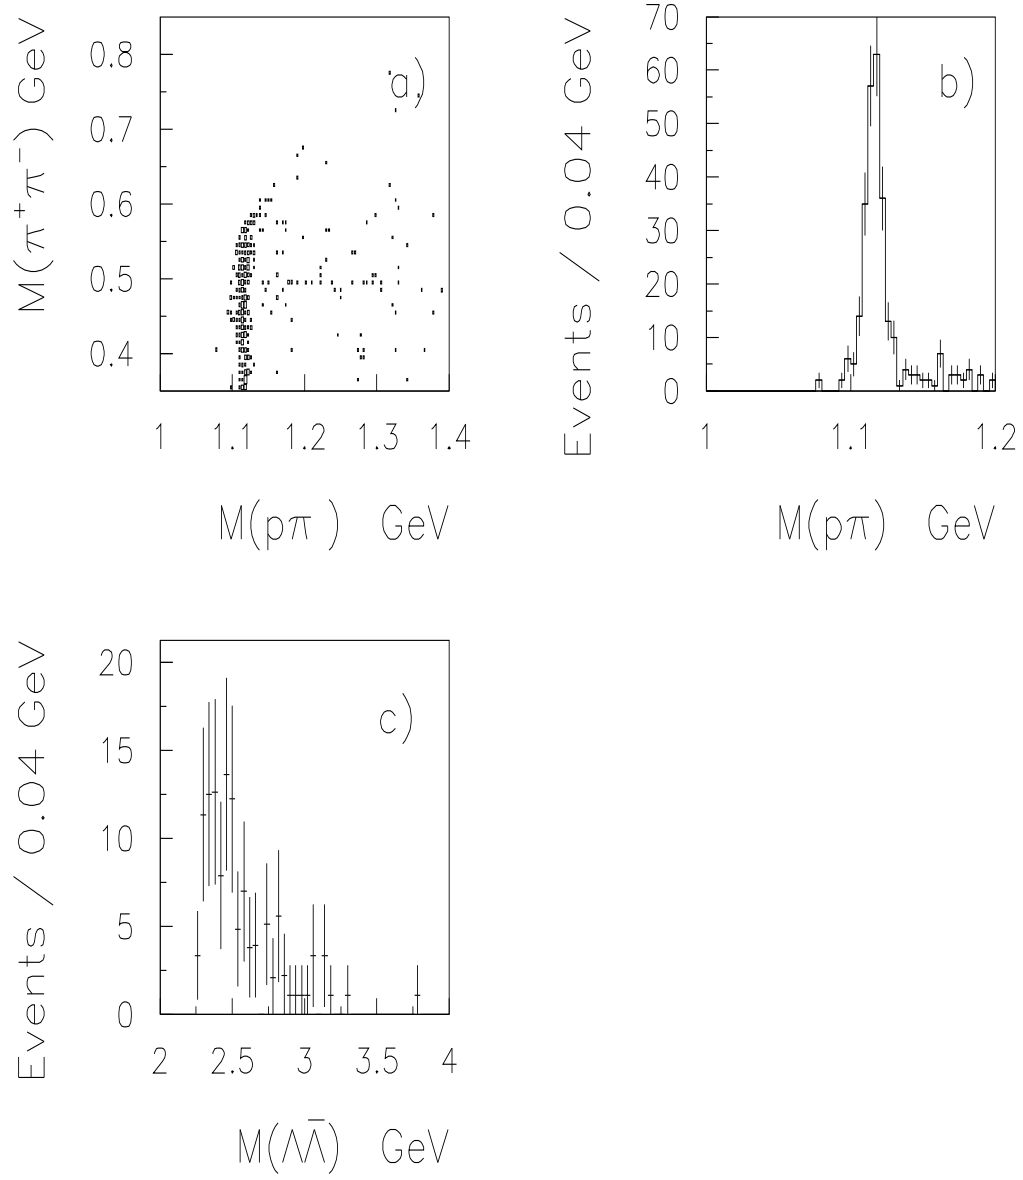 M(π⁺π⁻) GeV
0.8
0.7
0.6
0.5
0.4
a)
1 1.1 1.2 1.3 1.4
M(pπ ) GeV
Events / 0.04 GeV
70
60
50
40
30
20
10
0
b)
1 1.1 1.2
M(pπ) GeV
Events / 0.04 GeV
20
15
10
5
0
c)
2 2.5 3 3.5 4
M(ΛΛ̄) GeV